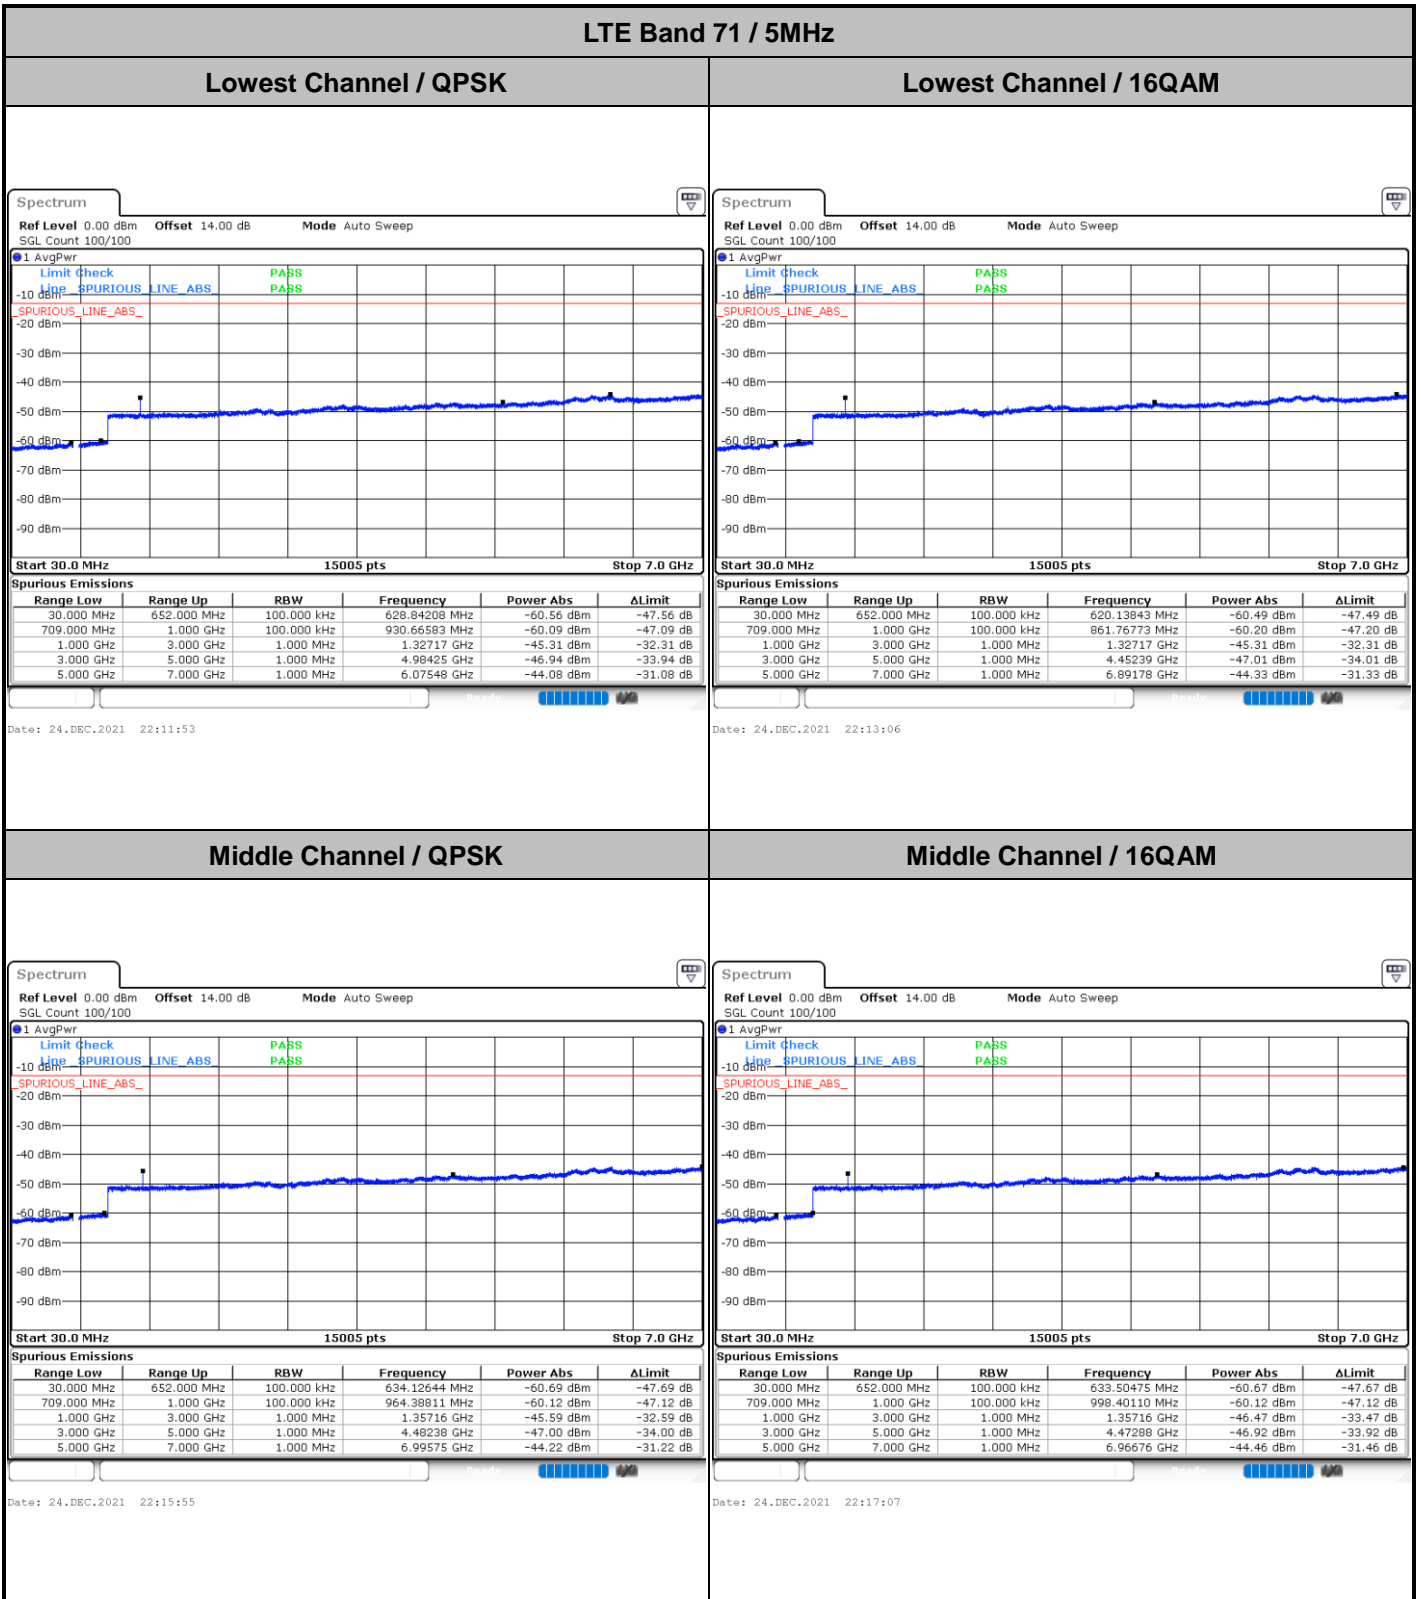 LTE Band 71 / 5MHz
Lowest Channel / QPSK
Lowest Channel / 16QAM
Spectrum
Ref Level 0.00 dBm Offset 14.00 dB Mode Auto Sweep
SGL Count 100/100
1 AvgPwr
Limit Check PASS
Line _SPURIOUS_LINE_ABS_ PASS
-10 dBm
_SPURIOUS_LINE_ABS_
-20 dBm
-30 dBm
-40 dBm
-50 dBm
-60 dBm
-70 dBm
-80 dBm
-90 dBm
Start 30.0 MHz 15005 pts Stop 7.0 GHz
Spurious Emissions
Range Low Range Up RBW Frequency Power Abs ΔLimit
30.000 MHz 652.000 MHz 100.000 kHz 628.84208 MHz -60.56 dBm -47.56 dB
709.000 MHz 1.000 GHz 100.000 kHz 930.66583 MHz -60.09 dBm -47.09 dB
1.000 GHz 3.000 GHz 1.000 MHz 1.32717 GHz -45.31 dBm -32.31 dB
3.000 GHz 5.000 GHz 1.000 MHz 4.98425 GHz -46.94 dBm -33.94 dB
5.000 GHz 7.000 GHz 1.000 MHz 6.07548 GHz -44.08 dBm -31.08 dB
Date: 24.DEC.2021 22:11:53
Spectrum
Ref Level 0.00 dBm Offset 14.00 dB Mode Auto Sweep
SGL Count 100/100
1 AvgPwr
Limit Check PASS
Line _SPURIOUS_LINE_ABS_ PASS
-10 dBm
_SPURIOUS_LINE_ABS_
-20 dBm
-30 dBm
-40 dBm
-50 dBm
-60 dBm
-70 dBm
-80 dBm
-90 dBm
Start 30.0 MHz 15005 pts Stop 7.0 GHz
Spurious Emissions
Range Low Range Up RBW Frequency Power Abs ΔLimit
30.000 MHz 652.000 MHz 100.000 kHz 620.13843 MHz -60.49 dBm -47.49 dB
709.000 MHz 1.000 GHz 100.000 kHz 861.76773 MHz -60.20 dBm -47.20 dB
1.000 GHz 3.000 GHz 1.000 MHz 1.32717 GHz -45.31 dBm -32.31 dB
3.000 GHz 5.000 GHz 1.000 MHz 4.45239 GHz -47.01 dBm -34.01 dB
5.000 GHz 7.000 GHz 1.000 MHz 6.89178 GHz -44.33 dBm -31.33 dB
Date: 24.DEC.2021 22:13:06
Middle Channel / QPSK
Middle Channel / 16QAM
Spectrum
Ref Level 0.00 dBm Offset 14.00 dB Mode Auto Sweep
SGL Count 100/100
1 AvgPwr
Limit Check PASS
Line _SPURIOUS_LINE_ABS_ PASS
-10 dBm
_SPURIOUS_LINE_ABS_
-20 dBm
-30 dBm
-40 dBm
-50 dBm
-60 dBm
-70 dBm
-80 dBm
-90 dBm
Start 30.0 MHz 15005 pts Stop 7.0 GHz
Spurious Emissions
Range Low Range Up RBW Frequency Power Abs ΔLimit
30.000 MHz 652.000 MHz 100.000 kHz 634.12644 MHz -60.69 dBm -47.69 dB
709.000 MHz 1.000 GHz 100.000 kHz 964.38811 MHz -60.12 dBm -47.12 dB
1.000 GHz 3.000 GHz 1.000 MHz 1.35716 GHz -45.59 dBm -32.59 dB
3.000 GHz 5.000 GHz 1.000 MHz 4.48238 GHz -47.00 dBm -34.00 dB
5.000 GHz 7.000 GHz 1.000 MHz 6.99575 GHz -44.22 dBm -31.22 dB
Date: 24.DEC.2021 22:15:55
Spectrum
Ref Level 0.00 dBm Offset 14.00 dB Mode Auto Sweep
SGL Count 100/100
1 AvgPwr
Limit Check PASS
Line _SPURIOUS_LINE_ABS_ PASS
-10 dBm
_SPURIOUS_LINE_ABS_
-20 dBm
-30 dBm
-40 dBm
-50 dBm
-60 dBm
-70 dBm
-80 dBm
-90 dBm
Start 30.0 MHz 15005 pts Stop 7.0 GHz
Spurious Emissions
Range Low Range Up RBW Frequency Power Abs ΔLimit
30.000 MHz 652.000 MHz 100.000 kHz 633.50475 MHz -60.67 dBm -47.67 dB
709.000 MHz 1.000 GHz 100.000 kHz 998.40110 MHz -60.12 dBm -47.12 dB
1.000 GHz 3.000 GHz 1.000 MHz 1.35716 GHz -46.47 dBm -33.47 dB
3.000 GHz 5.000 GHz 1.000 MHz 4.47288 GHz -46.92 dBm -33.92 dB
5.000 GHz 7.000 GHz 1.000 MHz 6.96676 GHz -44.46 dBm -31.46 dB
Date: 24.DEC.2021 22:17:07